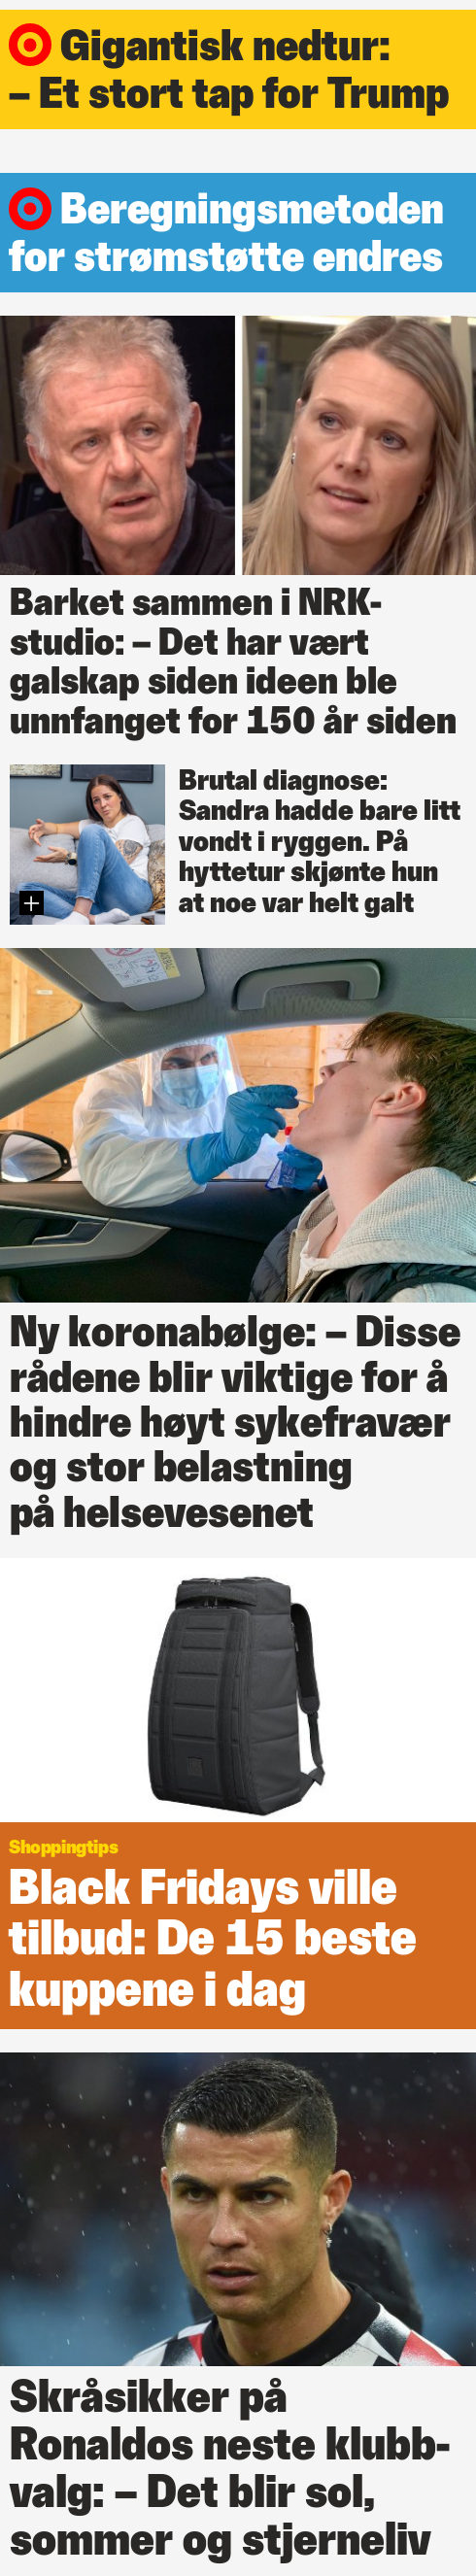 Gigantisk nedtur:
– Et stort tap for Trump
Beregningsmetoden
for strømstøtte endres
Barket sammen i NRK-
studio: – Det har vært
galskap siden ideen ble
unnfanget for 150 år siden
Brutal diagnose:
Sandra hadde bare litt
vondt i ryggen. På
hyttetur skjønte hun
at noe var helt galt
Ny koronabølge: – Disse
rådene blir viktige for å
hindre høyt sykefravær
og stor belastning
på helsevesenet
Shoppingtips
Black Fridays ville
tilbud: De 15 beste
kuppene i dag
Skråsikker på
Ronaldos neste klubb-
valg: – Det blir sol,
sommer og stjerneliv